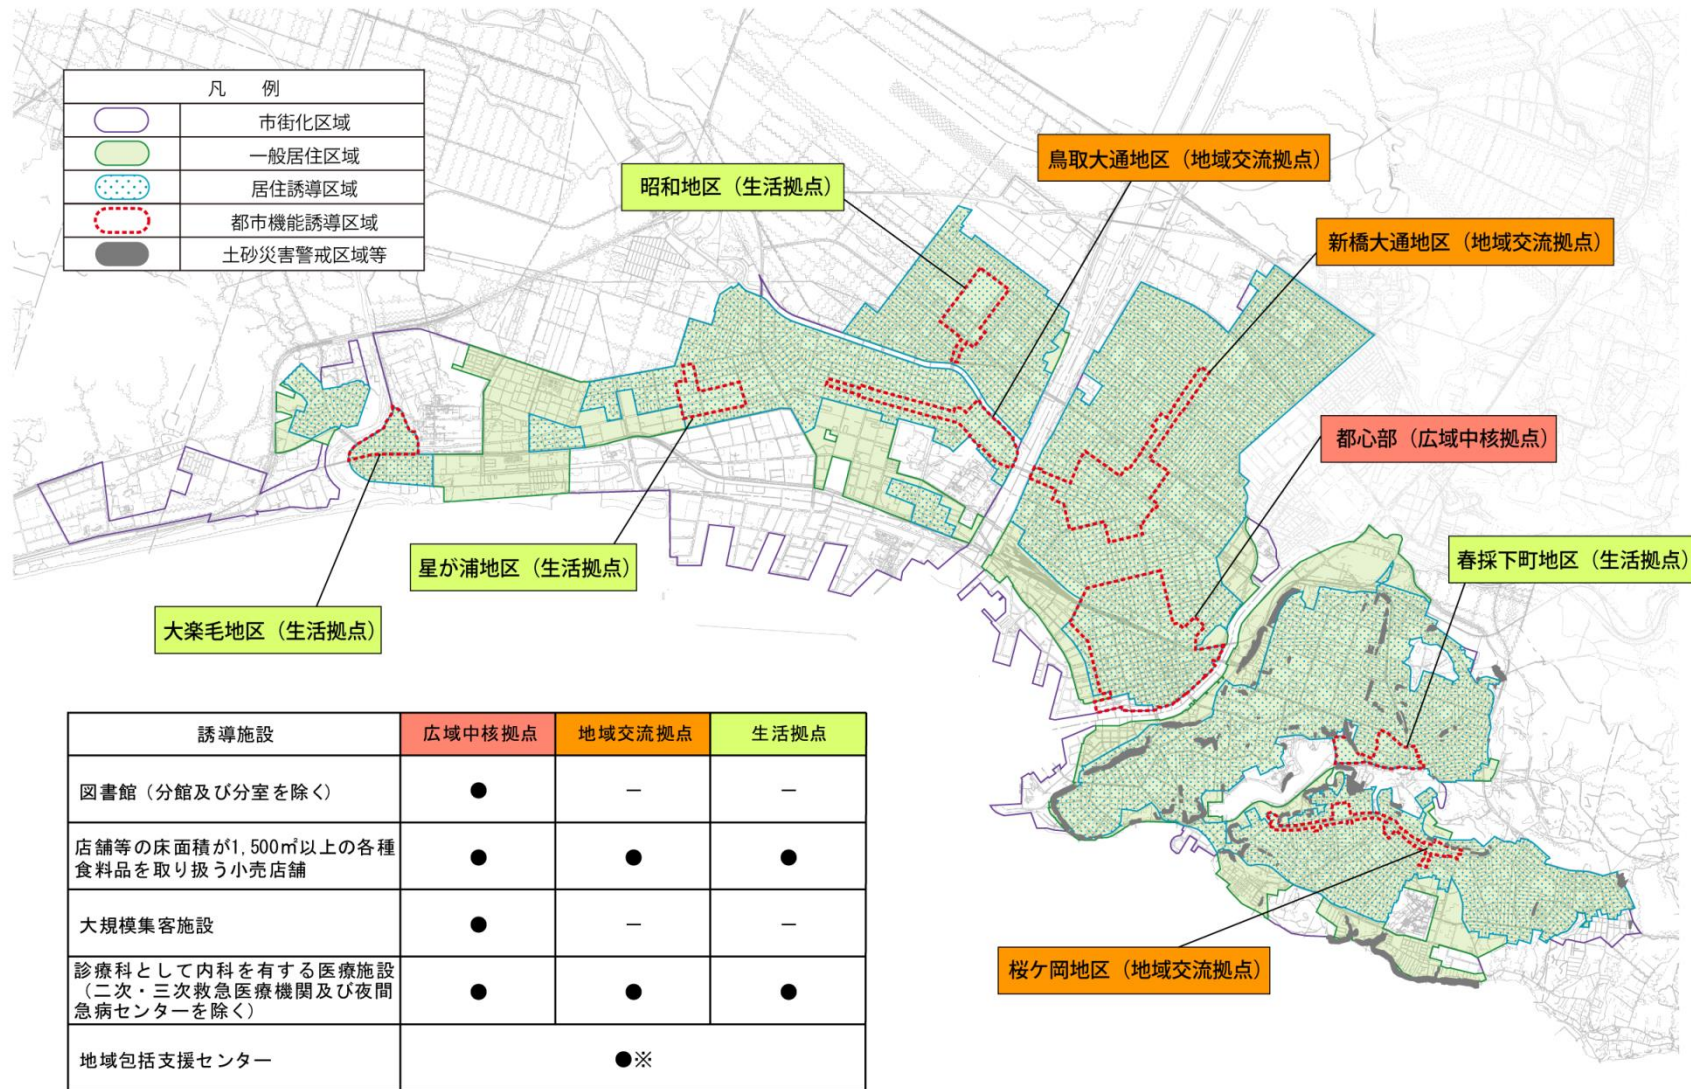 凡　例
市街化区域
一般居住区域
居住誘導区域
都市機能誘導区域
土砂災害警戒区域等
鳥取大通地区（地域交流拠点）
昭和地区（生活拠点）
新橋大通地区（地域交流拠点）
都心部（広域中核拠点）
春採下町地区（生活拠点）
星が浦地区（生活拠点）
大楽毛地区（生活拠点）
桜ケ岡地区（地域交流拠点）
誘導施設　広域中核拠点　地域交流拠点　生活拠点
図書館（分館及び分室を除く）　●　－　－
店舗等の床面積が1,500㎡以上の各種
食料品を取り扱う小売店舗　●　●　●
大規模集客施設　●　－　－
診療科として内科を有する医療施設
（二次・三次救急医療機関及び夜間
急病センターを除く）　●　●　●
地域包括支援センター　●※